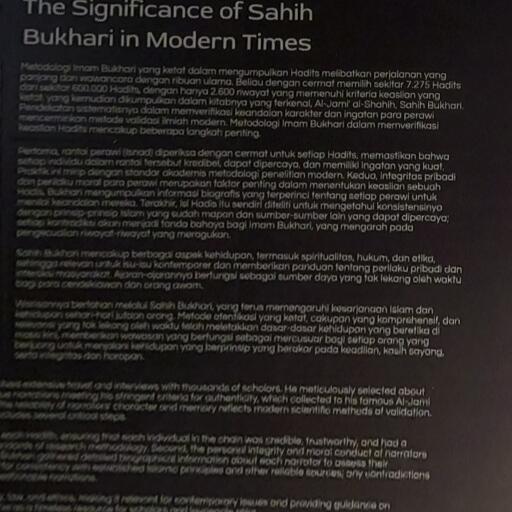 The Significance of Sahih
Bukhari in Modern Times
Metodologi Imam Bukhari yang ketat dalam mengumpulkan Hadits melibatkan perjalanan yang
panjang dan wawancara dengan ribuan ulama. Beliau dengan cermat memilih sekitar 7.275 Hadits
dari sekitar 600.000 Hadits, dengan hanya 2.600 riwayat yang memenuhi kriteria keaslian yang
ketat, yang kemudian dikumpulkan dalam kitabnya yang terkenal, Al-Jami' al-Shahih, Sahih Bukhari.
Pendekatan sistematisnya dalam memverifikasi keandalan karakter dan ingatan para perawi
mencerminkan metode validasi ilmiah modern. Metodologi Imam Bukhari dalam memverifikasi
keaslian Hadits mencakup beberapa langkah penting.
Pertama, rantai perawi (Isnad) diperiksa dengan cermat untuk setiap Hadits, memastikan bahwa
setiap individu dalam rantai tersebut kredibel, dapat dipercaya, dan memiliki ingatan yang kuat.
Praktik ini mirip dengan standar akademis metodologi penelitian modern. Kedua, integritas pribadi
dan perilaku moral para perawi merupakan faktor penting dalam menentukan keaslian sebuah
Hadis. Bukhari mengumpulkan informasi biografis yang terperinci tentang setiap perawi untuk
menilai keandalan mereka. Terakhir, isi Hadis itu sendiri diteliti untuk mengetahui konsistensinya
dengan prinsip-prinsip Islam yang sudah mapan dan sumber-sumber lain yang dapat dipercaya;
setiap kontradiksi akan menjadi tanda bahaya bagi Imam Bukhari, yang mengarah pada
pengecualian riwayat-riwayat yang meragukan.
Sahih Bukhari mencakup berbagai aspek kehidupan, termasuk spiritualitas, hukum, dan etika,
sehingga relevan untuk isu-isu kontemporer dan memberikan panduan tentang perilaku pribadi dan
interaksi masyarakat. Ajaran-ajarannya berfungsi sebagai sumber daya yang tak lekang oleh waktu
bagi para cendekiawan dan orang awam.
Warisannya bertahan melalui Sahih Bukhari, yang terus memengaruhi kesarjanaan Islam dan
kehidupan sehari-hari jutaan orang. Metode otentikasi yang ketat, cakupan yang komprehensif, dan
relevansi yang tak lekang oleh waktu telah meletakkan dasar-dasar kehidupan yang beretika di
masa kini, memberikan wawasan yang berfungsi sebagai mercusuar bagi setiap orang yang
berjuang untuk menjalani kehidupan yang berprinsip yang berakar pada keadilan, kasih sayang,
serta integritas dan harapan.
extensive travel and interviews with thousands of scholars. He meticulously selected about
narrations meeting his stringent criteria for authenticity, which collected to his famous Al-Jami
reliability of narrators' character and memory reflects modern scientific methods of validation.
includes several critical steps.
ensuring that each individual in the chain was credible, trustworthy, and had a
of research methodology. Second, the personal integrity and moral conduct of narrators
Bukhari gathered detailed biographical information about each narrator to assess their
for consistency with established Islamic principles and other reliable sources; any contradictions
law, and ethics, making it relevant for contemporary issues and providing guidance on